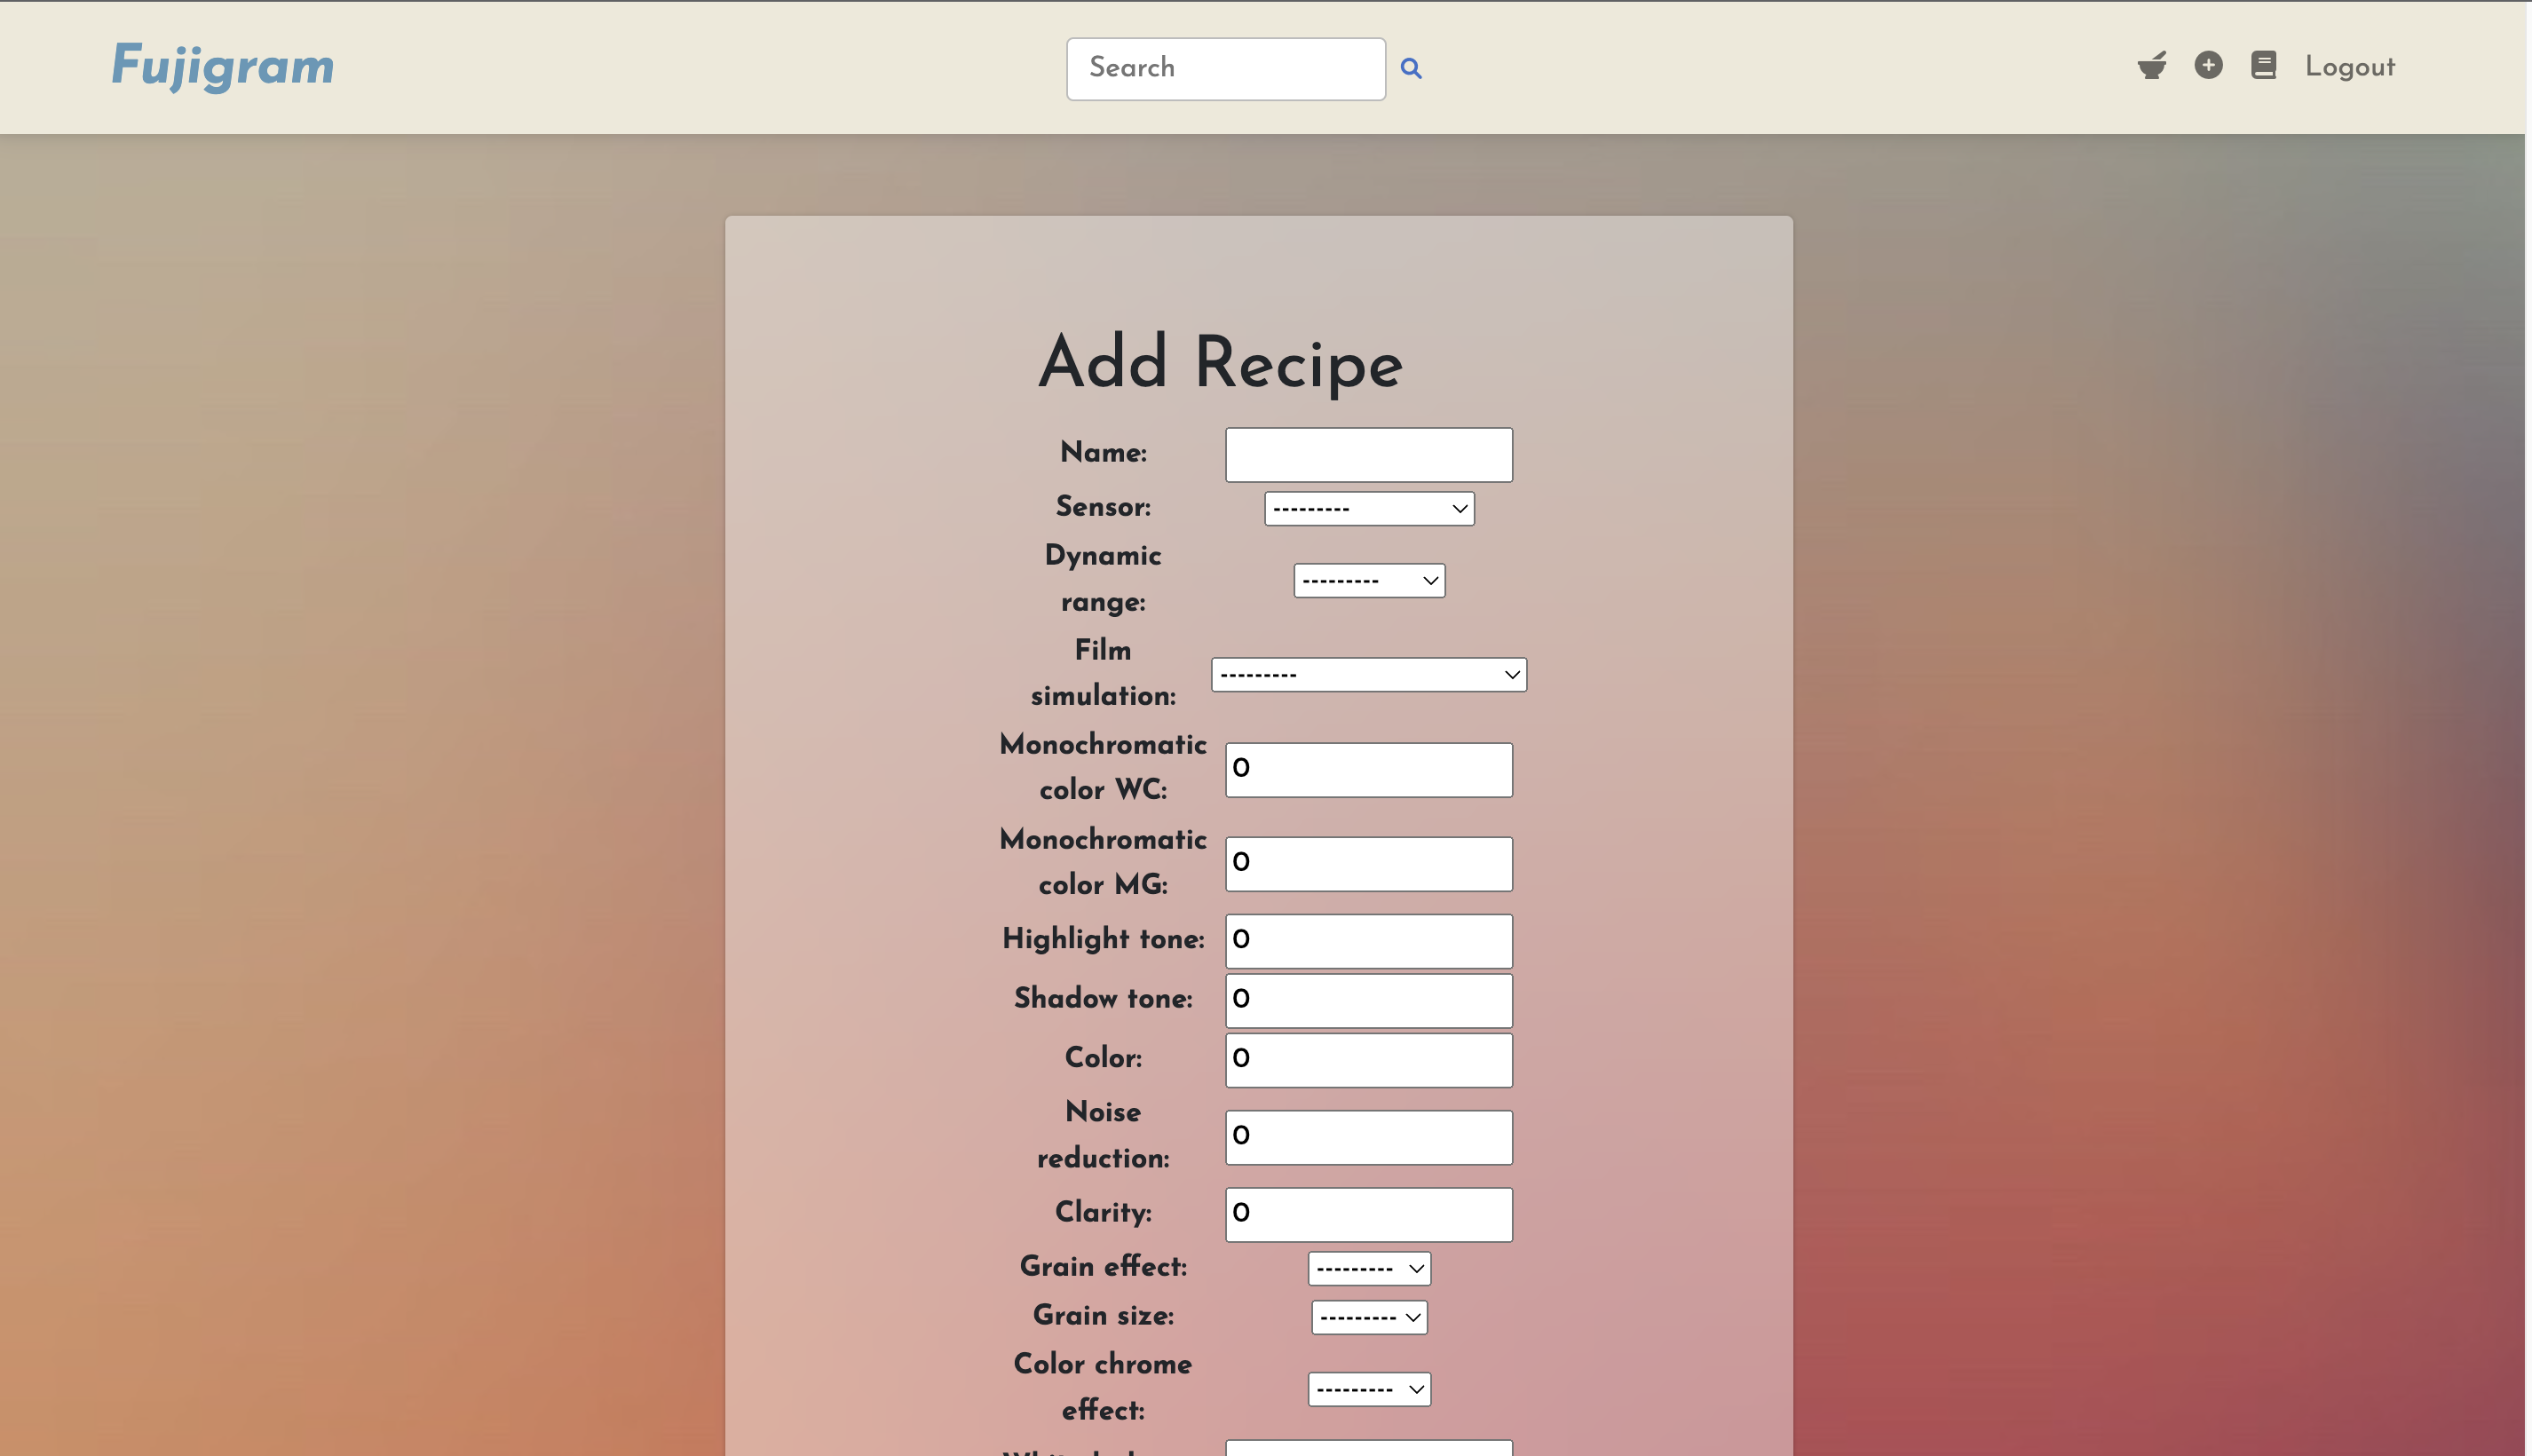 Fujigram
Search
Logout
Add Recipe
Name:
Sensor: ---------
Dynamic
range: ---------
Film
simulation: ---------
Monochromatic
color WC: 0
Monochromatic
color MG: 0
Highlight tone: 0
Shadow tone: 0
Color: 0
Noise
reduction: 0
Clarity: 0
Grain effect: ---------
Grain size: ---------
Color chrome
effect: ---------